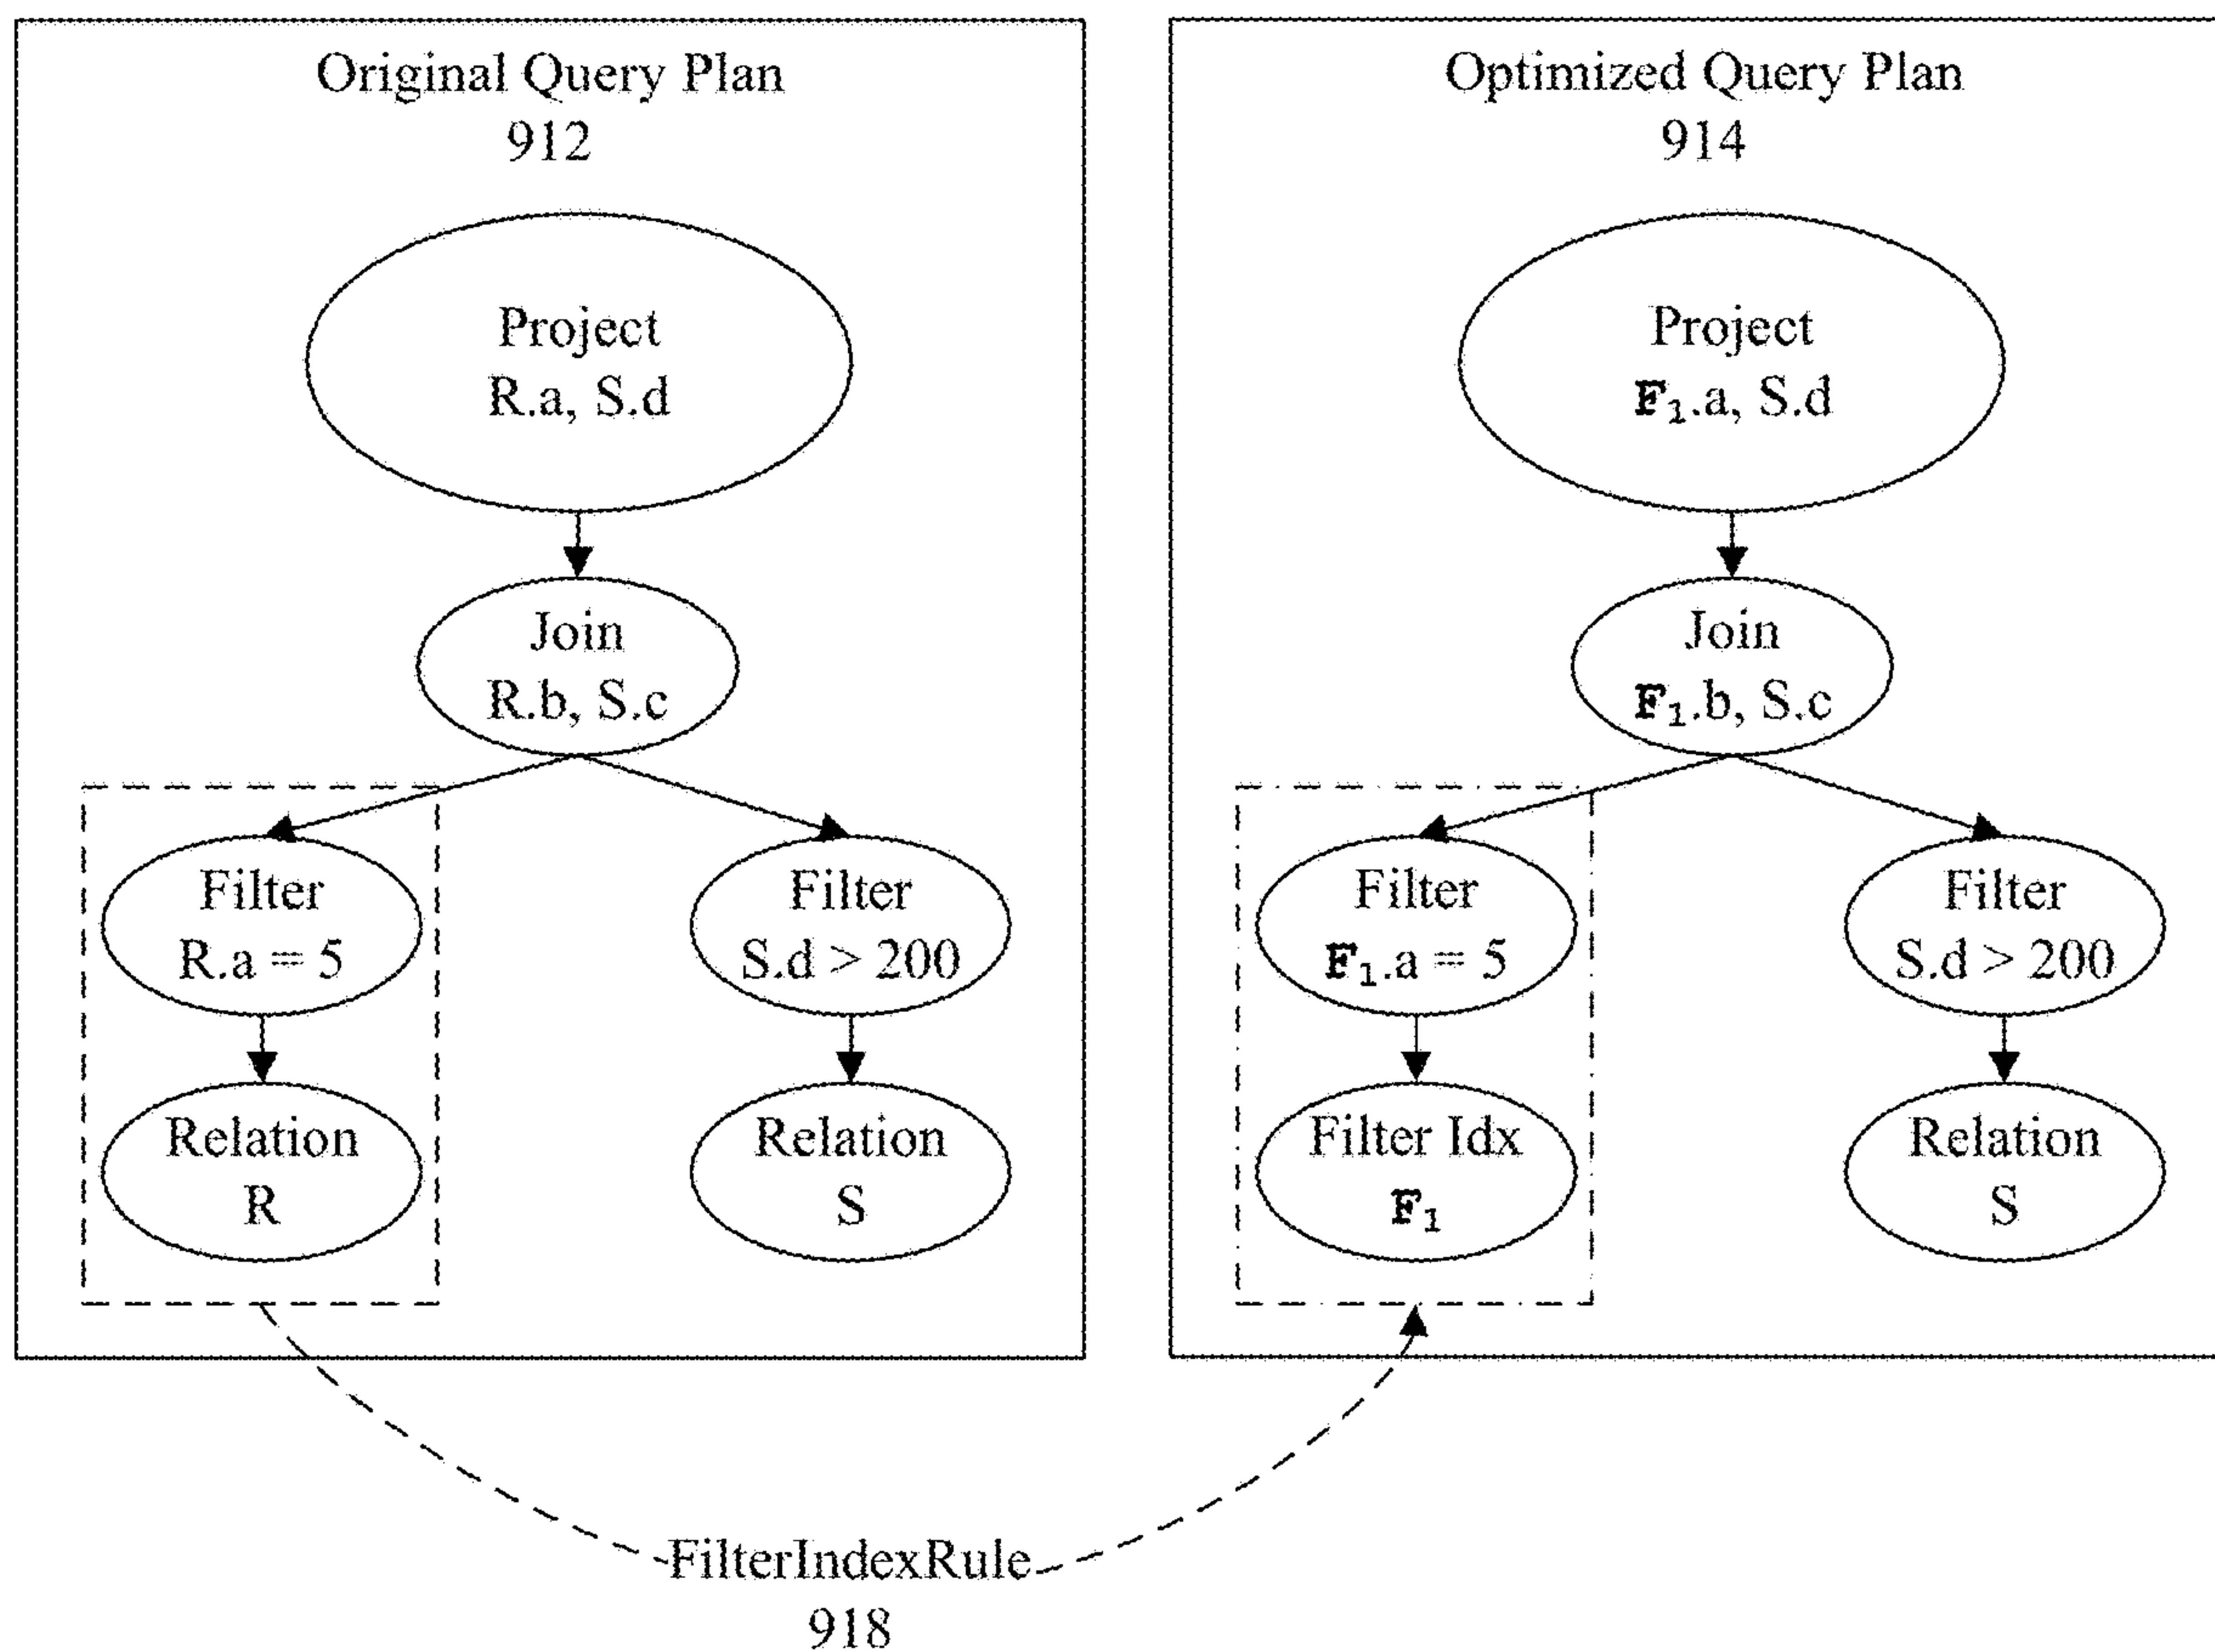 Original Query Plan
912
Project
R.a, S.d
Join
R.b, S.c
Filter
R.a = 5
Filter
S.d > 200
Relation
R
Relation
S
Optimized Query Plan
914
Project
F₁.a, S.d
Join
F₁.b, S.c
Filter
F₁.a = 5
Filter
S.d > 200
Filter Idx
F₁
Relation
S
FilterIndexRule
918